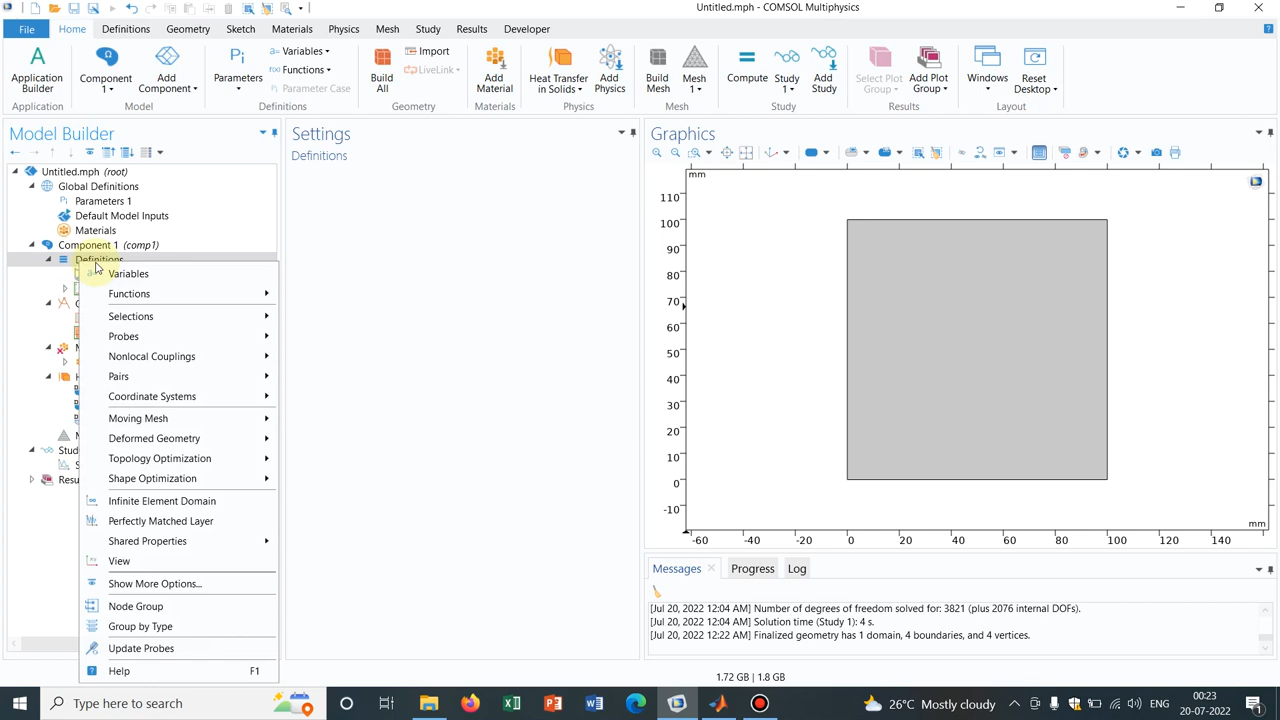 Untitled.mph - COMSOL Multiphysics
File Home Definitions Geometry Sketch Materials Physics Mesh Study Results Developer
Application Builder
Component 1
Add Component
Parameters
a= Variables
f(x) Functions
Parameter Case
Build All
Import
LiveLink
Add Material
Heat Transfer in Solids
Add Physics
Build Mesh
Mesh 1
Compute
Study 1
Add Study
Select Plot Group
Add Plot Group
Windows
Reset Desktop
Application Model Definitions Geometry Materials Physics Mesh Study Results Layout
Model Builder
Untitled.mph (root)
Global Definitions
Parameters 1
Default Model Inputs
Materials
Component 1 (comp1)
Definitions
Variables
Functions
Selections
Probes
Nonlocal Couplings
Pairs
Coordinate Systems
Moving Mesh
Deformed Geometry
Topology Optimization
Shape Optimization
Infinite Element Domain
Perfectly Matched Layer
Shared Properties
View
Show More Options...
Node Group
Group by Type
Update Probes
Help F1
Settings
Definitions
Graphics
mm
110
100
90
80
70
60
50
40
30
20
10
0
-10
mm
-60 -40 -20 0 20 40 60 80 100 120 140
Messages Progress Log
[Jul 20, 2022 12:04 AM] Number of degrees of freedom solved for: 3821 (plus 2076 internal DOFs).
[Jul 20, 2022 12:04 AM] Solution time (Study 1): 4 s.
[Jul 20, 2022 12:22 AM] Finalized geometry has 1 domain, 4 boundaries, and 4 vertices.
1.72 GB | 1.8 GB
Type here to search
26°C Mostly cloudy
ENG
00:23
20-07-2022